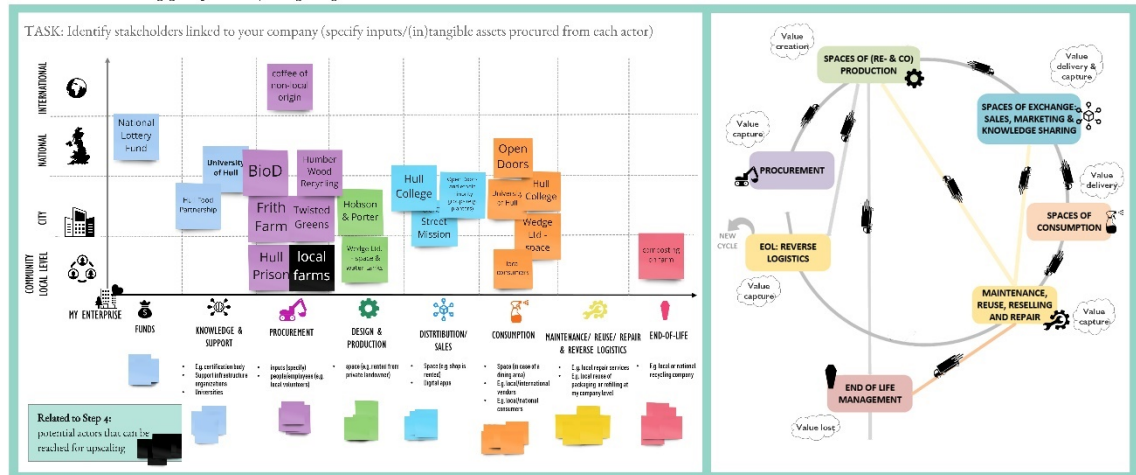 TASK: Identify stakeholders linked to your company (specify inputs/(in)tangible assets procured from each actor)
INTERNATIONAL
NATIONAL
CITY
COMMUNITY
LOCAL LEVEL
MY ENTERPRISE
coffee of
non-local
origin
National
Lottery
Fund
University
of Hull
Food
Partnership
BioD
Humber
Wood
Recycling
Frith
Farm
Twisted
Greens
Hull
Prison
local
farms
Hobson
& Porter
Wedge Ltd.
- space &
water tanks
Hull
College
Open Doors
Street
Mission
Open
Doors
University
of Hull
Hull
College
Wedge
Ltd -
space
local
consumers
composting
on farm
FUNDS
KNOWLEDGE &
SUPPORT
• E.g. certification body
• Support infrastructure
organizations
• Universities
PROCUREMENT
• inputs (specify)
• people/employees (e.g.
local volunteers)
DESIGN &
PRODUCTION
• space (e.g. rented from
private landowner)
DISTRTIBUTION/
SALES
• Space (e.g. shop is
rented)
• Digital apps
CONSUMPTION
• Space (in case of a
dining area)
• E.g. local/international
vendors
• E.g. local/national
consumers
MAINTENANCE/ REUSE/ REPAIR
& REVERSE LOGISTICS
• E.g. local repair services
• E.g. local reuse of
packaging or refilling at
my company level
END-OF-LIFE
E.g. local or national
recycling company
Related to Step 4:
potential actors that can be
reached for upscaling
Value
creation
SPACES OF (RE- & CO)
PRODUCTION
Value
delivery &
capture
SPACES OF EXCHANGE:
SALES, MARKETING &
KNOWLEDGE SHARING
Value
capture
PROCUREMENT
Value
delivery
SPACES OF
CONSUMPTION
NEW
CYCLE
EOL: REVERSE
LOGISTICS
Value
capture
MAINTENANCE,
REUSE, RESELLING
AND REPAIR
Value
capture
END OF LIFE
MANAGEMENT
Value lost